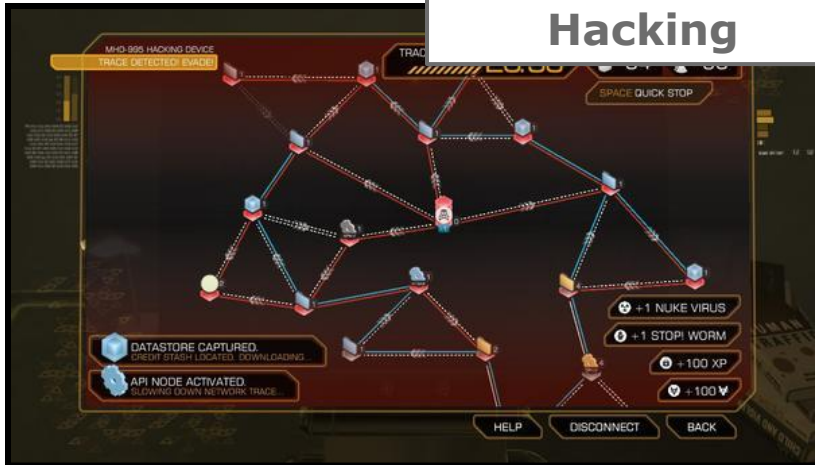 Hacking
MHD-995 HACKING DEVICE
TRACE DETECTED! EVADE!
TRAC
SPACE QUICK STOP
DATASTORE CAPTURED.
CREDIT STASH LOCATED. DOWNLOADING...
API NODE ACTIVATED.
SLOWING DOWN NETWORK TRACE...
+1 NUKE VIRUS
+1 STOP! WORM
+100 XP
+100
HELP
DISCONNECT
BACK